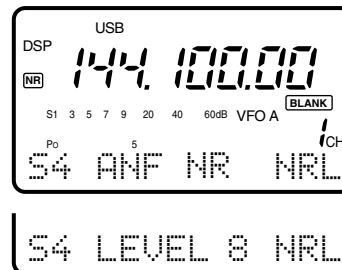 USB
DSP
144. 100.00
NR
BLANK
S1 3 5 7 9 20 40 60dB VFO A
1CH
Po 5
S4 ANF NR NRL
S4 LEVEL 8 NRL